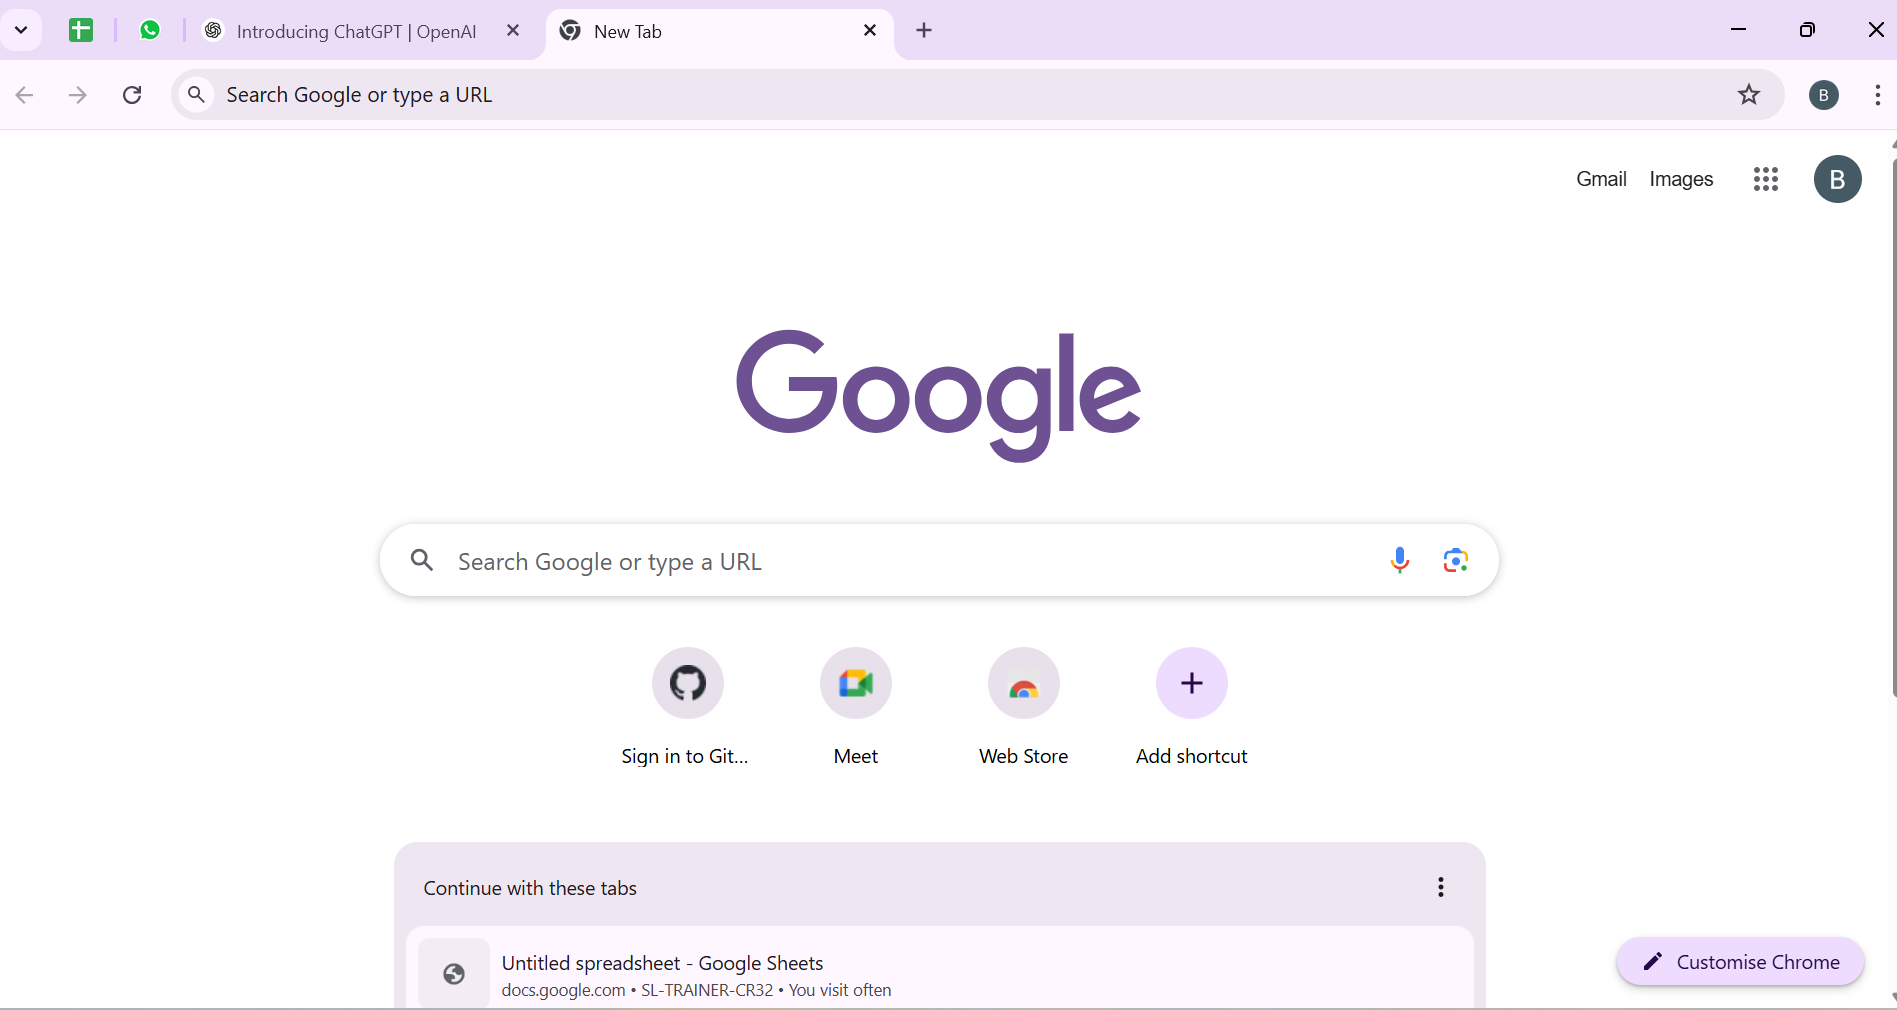 Introducing ChatGPT | OpenAI
New Tab
Search Google or type a URL
B
Gmail
Images
B
Google
Search Google or type a URL
Sign in to Git...
Meet
Web Store
Add shortcut
Continue with these tabs
Untitled spreadsheet - Google Sheets
docs.google.com • SL-TRAINER-CR32 • You visit often
Customise Chrome